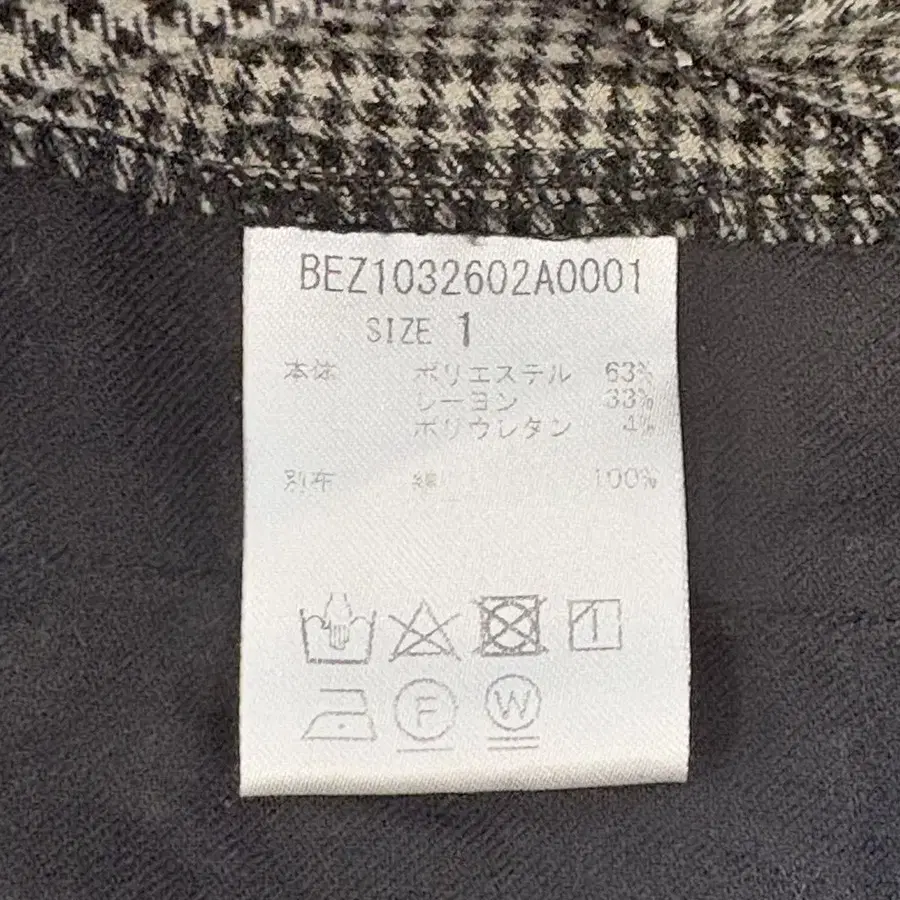 BEZ1032602A0001
SIZE 1
本体 ポリエステル 63%
レーヨン 33%
ポリウレタン 4%
別布 綿 100%
F W